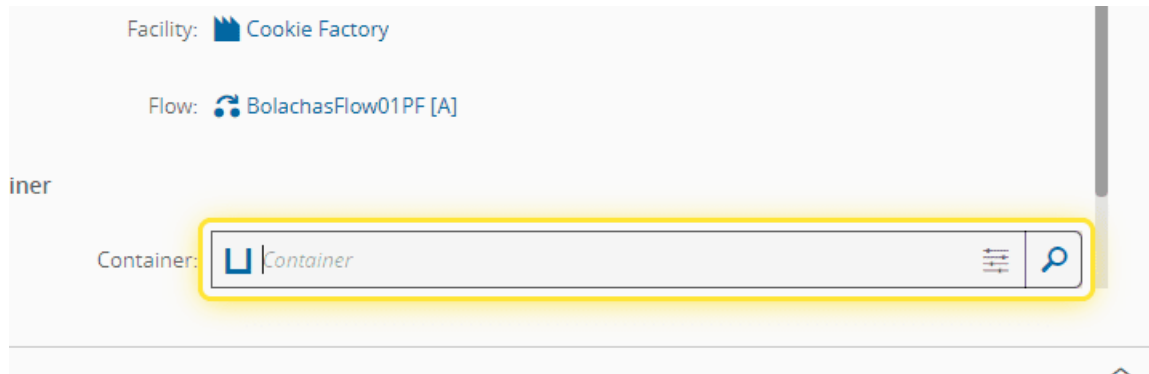 Facility: Cookie Factory
Flow: BolachasFlow01PF [A]
iner
Container: Container